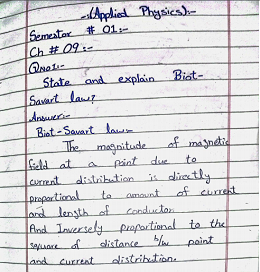 -:(Applied Physics):-
Semester # 01:-
Ch # 09:-
Q.no1:-
State and explain Biot-
Savart law?
Answer:-
Biot-Savart law:-
The magnitude of magnetic
field at a point due to
current distribution is directly
proportional to amount of current
and length of conductor.
And Inversely proportional to the
square of distance b/w point
and current distribution.